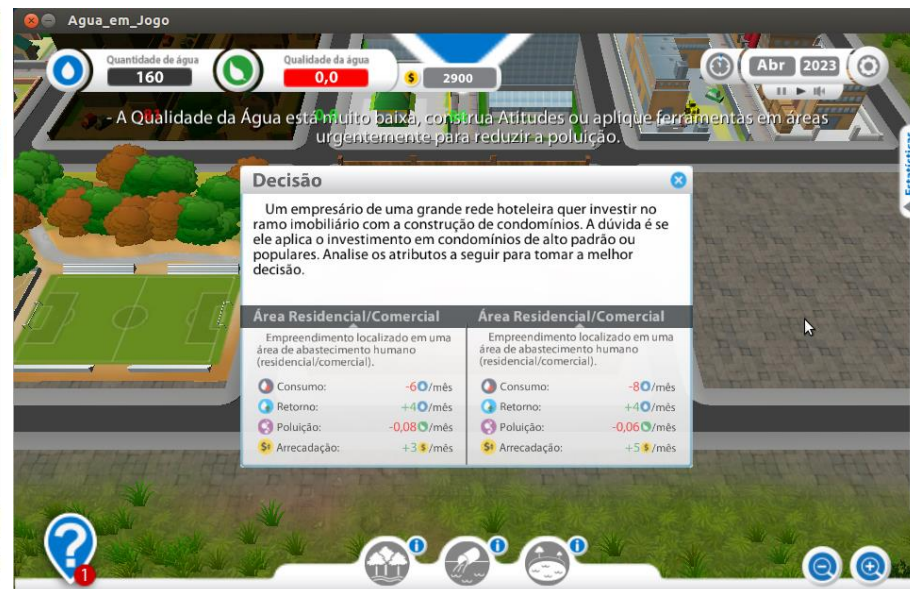 Agua_em_Jogo
Quantidade de água
160
Qualidade da água
0,0
$ 2900
Abr 2023
- A Qualidade da Água está muito baixa, construa Atitudes ou aplique ferramentas em áreas
urgentemente para reduzir a poluição.
Estatísticas
Decisão
Um empresário de uma grande rede hoteleira quer investir no
ramo imobiliário com a construção de condomínios. A dúvida é se
ele aplica o investimento em condomínios de alto padrão ou
populares. Analise os atributos a seguir para tomar a melhor
decisão.
Área Residencial/Comercial
Empreendimento localizado em uma
área de abastecimento humano
(residencial/comercial).
Consumo: -6/mês
Retorno: +4/mês
Poluição: -0,08/mês
Arrecadação: +3$/mês
Área Residencial/Comercial
Empreendimento localizado em uma
área de abastecimento humano
(residencial/comercial).
Consumo: -8/mês
Retorno: +4/mês
Poluição: -0,06/mês
Arrecadação: +5$/mês
?
1
i
i
i